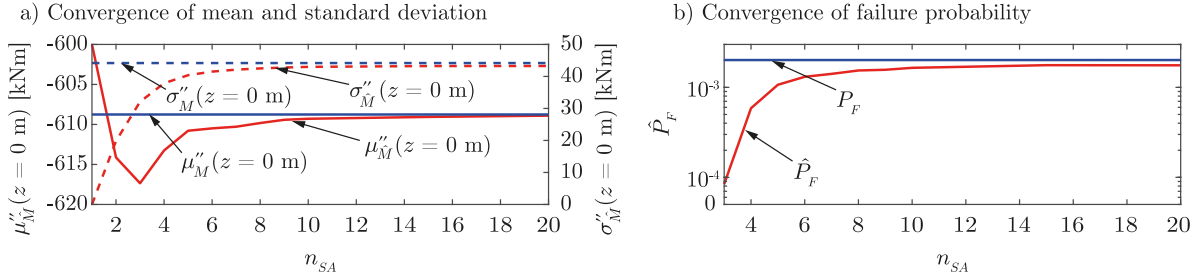 a) Convergence of mean and standard deviation
μ″_M̂(z = 0 m) [kNm]
-600
-605
-610
-615
-620
σ″_M(z = 0 m)
σ″_M̂(z = 0 m)
μ″_M(z = 0 m)
μ″_M̂(z = 0 m)
50
40
30
20
10
0
σ″_M̂(z = 0 m) [kNm]
2 4 6 8 10 12 14 16 18 20
n_SA
b) Convergence of failure probability
P̂_F
10⁻³
10⁻⁴
0
P_F
P̂_F
4 6 8 10 12 14 16 18 20
n_SA